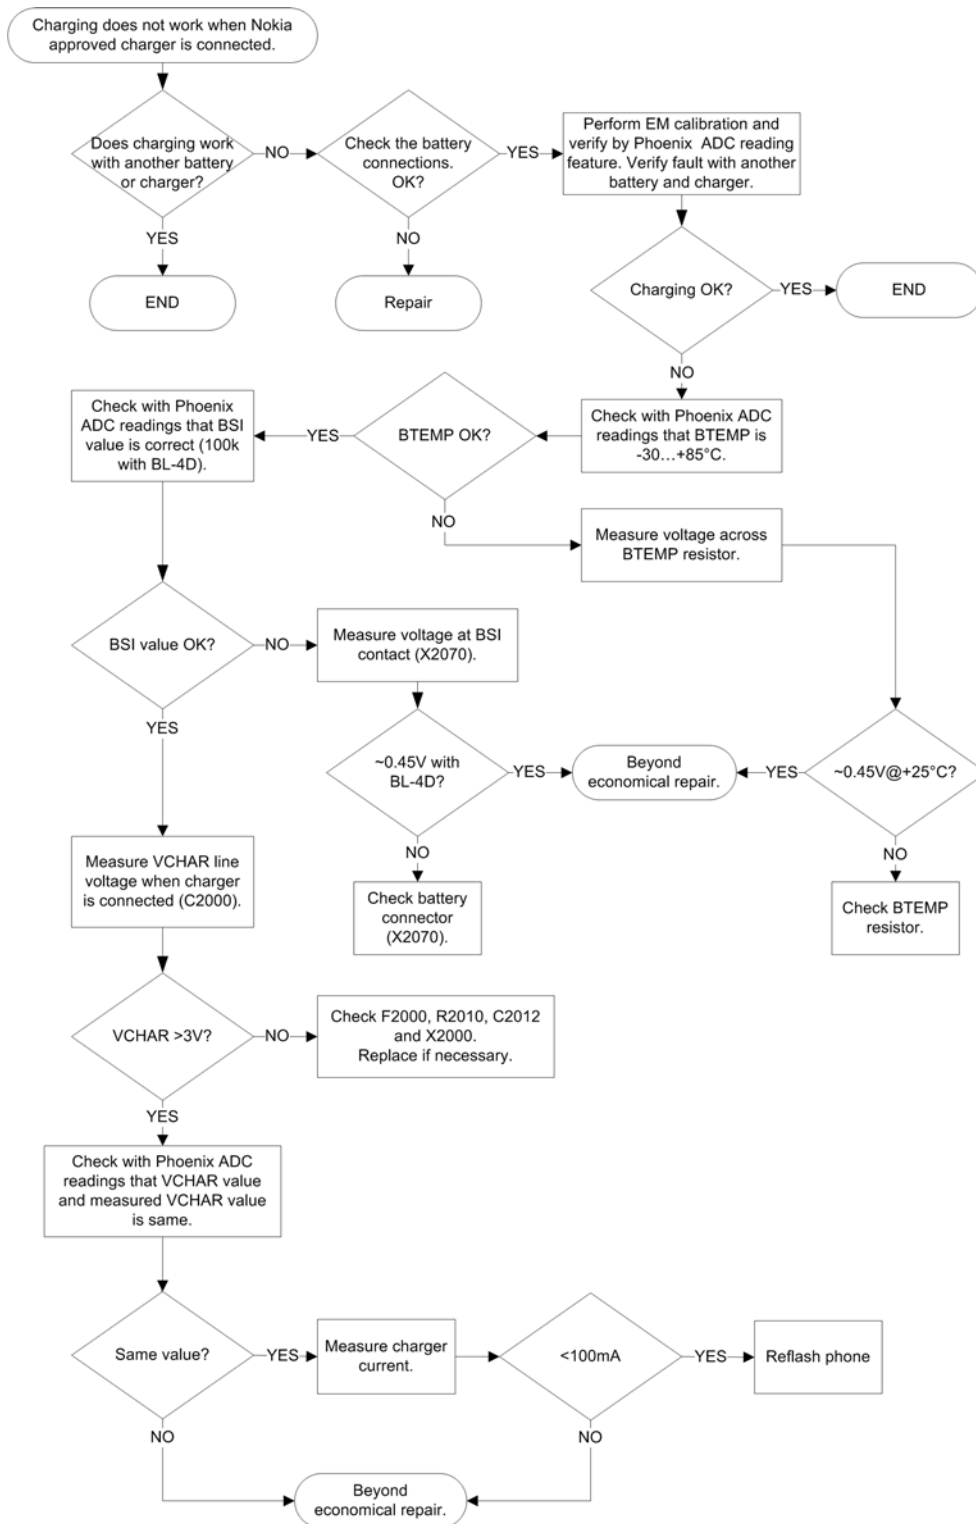 Charging does not work when Nokia
approved charger is connected.
Does charging work
with another battery
or charger?
NO
Check the battery
connections.
OK?
YES
Perform EM calibration and
verify by Phoenix ADC reading
feature. Verify fault with another
battery and charger.
YES
NO
END
Repair
Charging OK?
YES
END
NO
Check with Phoenix
ADC readings that BSI
value is correct (100k
with BL-4D).
YES
BTEMP OK?
Check with Phoenix ADC
readings that BTEMP is
-30...+85°C.
NO
Measure voltage across
BTEMP resistor.
BSI value OK?
NO
Measure voltage at BSI
contact (X2070).
YES
~0.45V with
BL-4D?
YES
Beyond
economical repair.
YES
~0.45V@+25°C?
NO
NO
Measure VCHAR line
voltage when charger
is connected (C2000).
Check battery
connector
(X2070).
Check BTEMP
resistor.
VCHAR >3V?
NO
Check F2000, R2010, C2012
and X2000.
Replace if necessary.
YES
Check with Phoenix ADC
readings that VCHAR value
and measured VCHAR value
is same.
Same value?
YES
Measure charger
current.
<100mA
YES
Reflash phone
NO
NO
Beyond
economical repair.